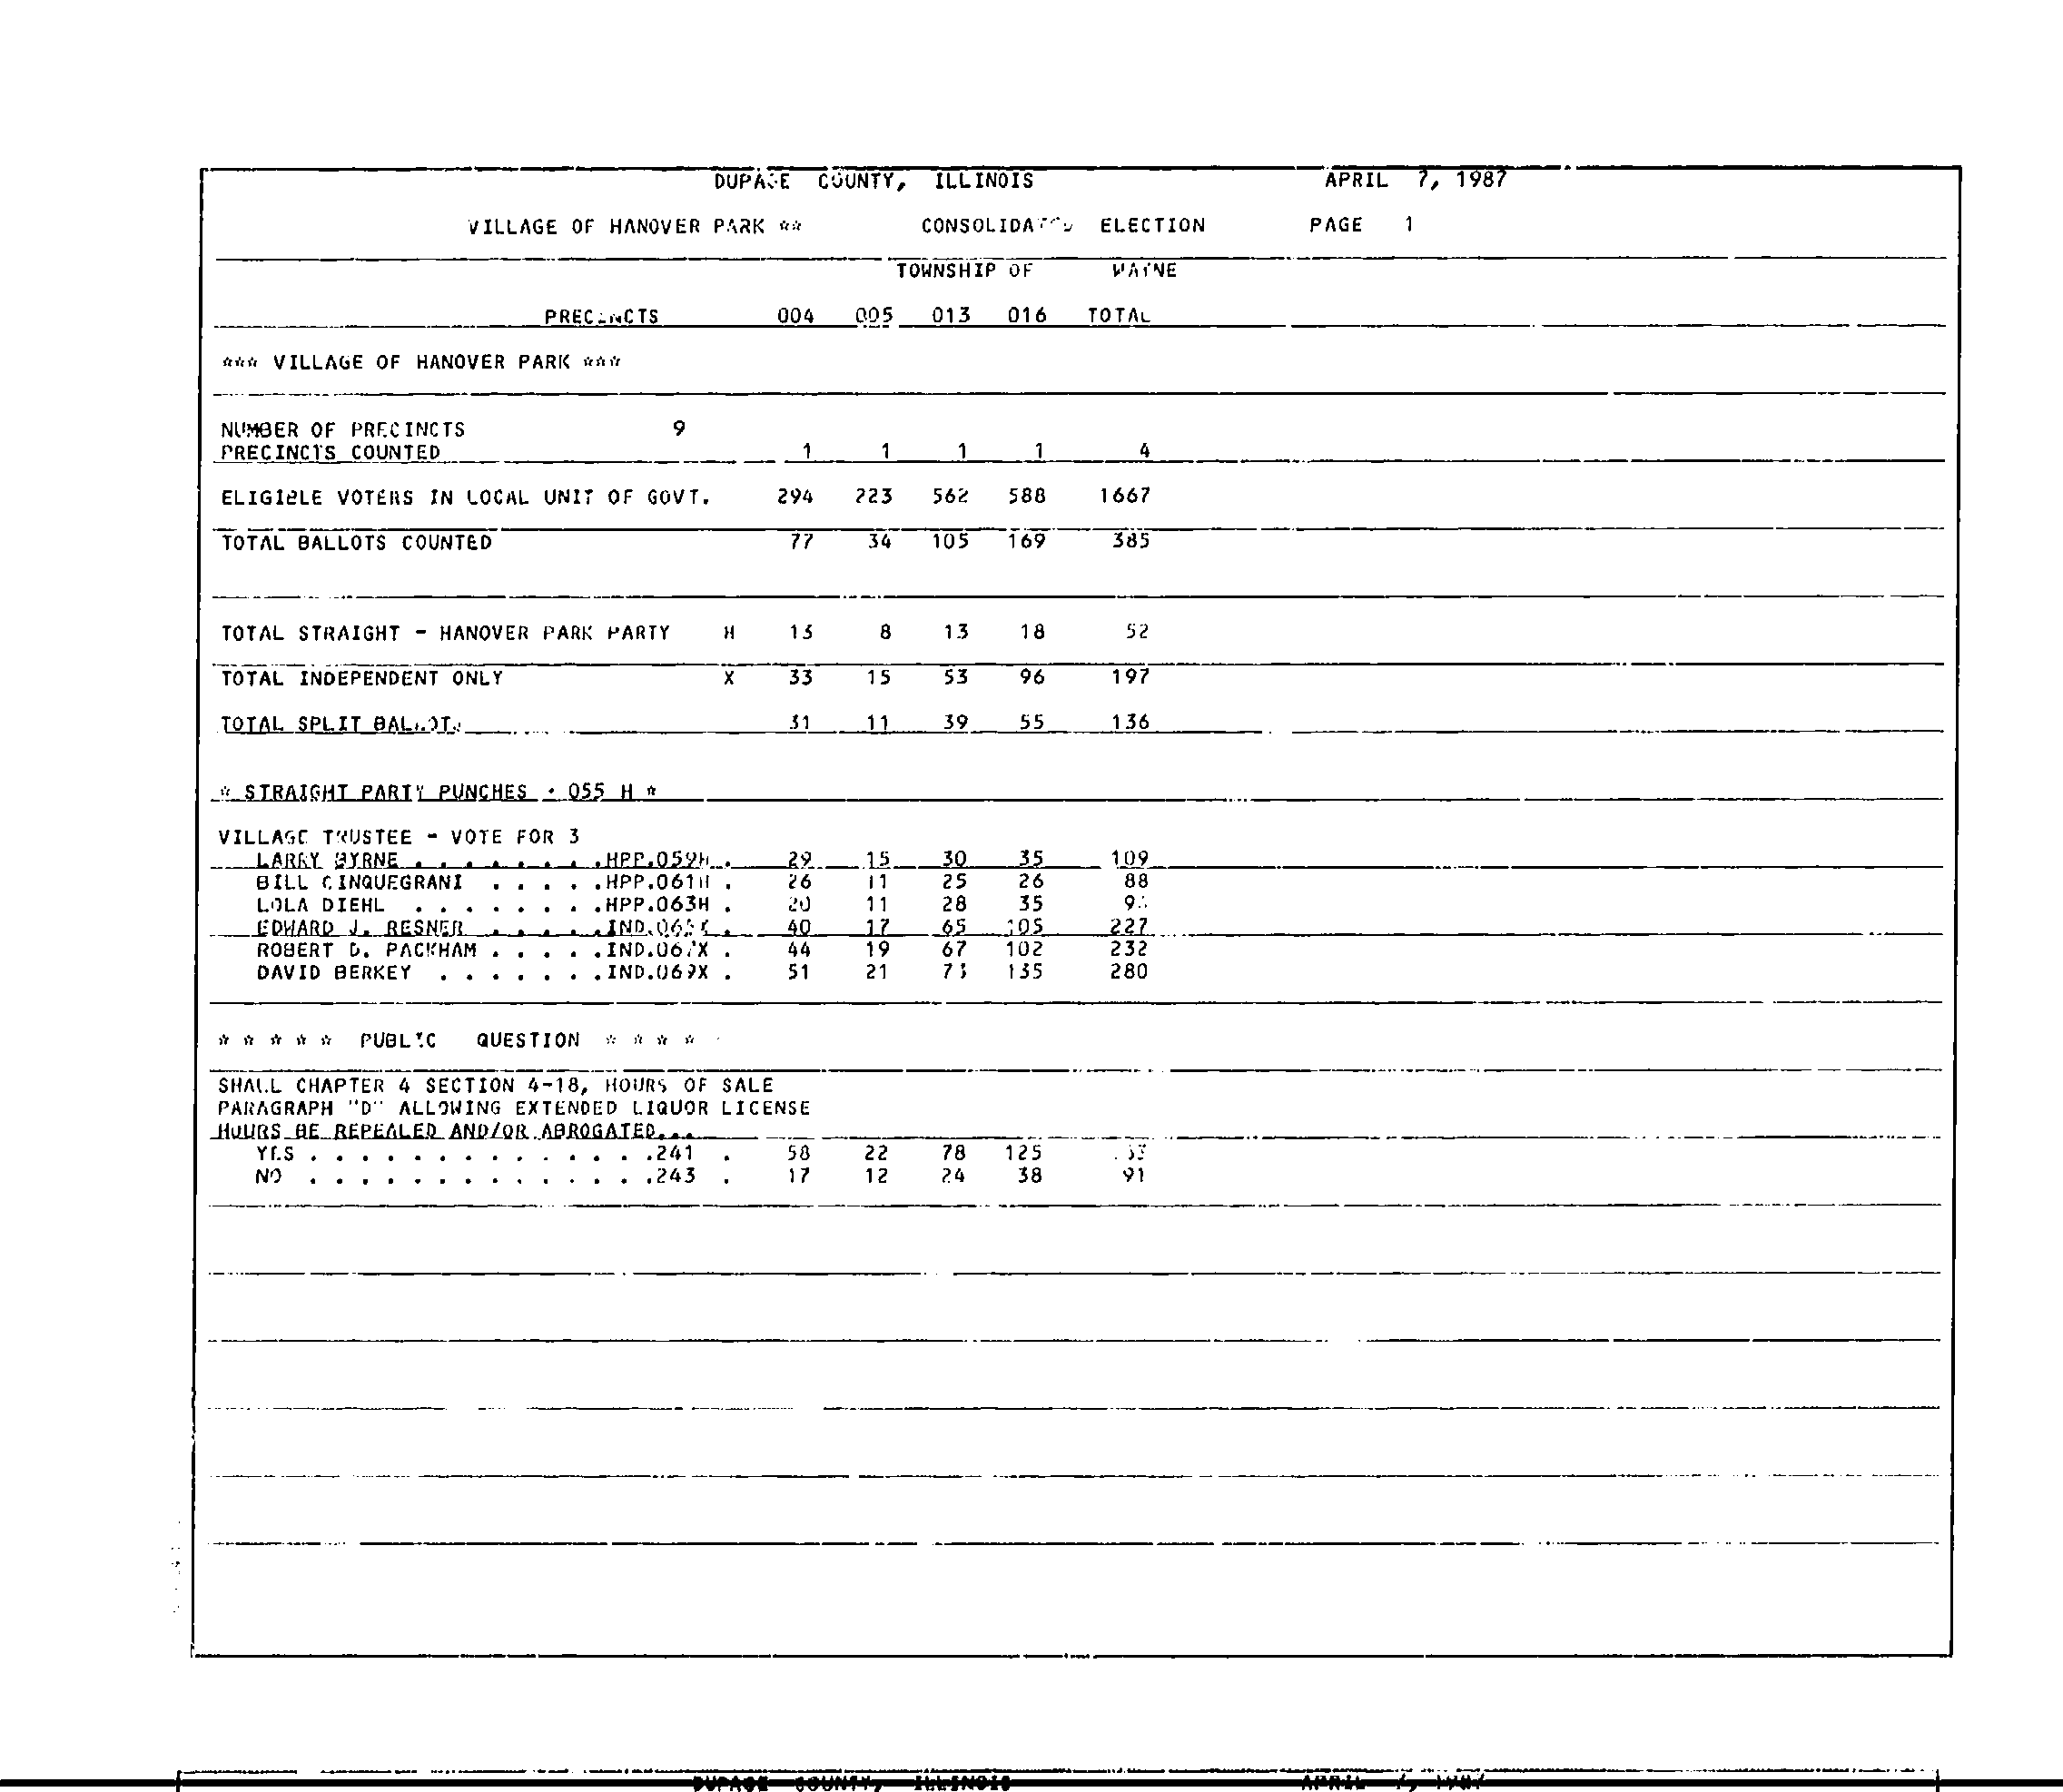 DUPAGE COUNTY, ILLINOIS APRIL 7, 1987
VILLAGE OF HANOVER PARK ** CONSOLIDATED ELECTION PAGE 1
TOWNSHIP OF WAYNE
PRECINCTS 004 005 013 016 TOTAL
*** VILLAGE OF HANOVER PARK ***
NUMBER OF PRECINCTS 9
PRECINCTS COUNTED 1 1 1 1 4
ELIGIBLE VOTERS IN LOCAL UNIT OF GOVT. 294 223 562 588 1667
TOTAL BALLOTS COUNTED 77 34 105 169 385
TOTAL STRAIGHT - HANOVER PARK PARTY H 13 8 13 18 52
TOTAL INDEPENDENT ONLY X 33 15 53 96 197
TOTAL SPLIT BALLOTS 31 11 39 55 136
* STRAIGHT PARTY PUNCHES 055 H *
VILLAGE TRUSTEE - VOTE FOR 3
LARRY BYRNE . . . . . . . .HPP.059H . 29 15 30 35 109
BILL CINQUEGRANI . . . . .HPP.061H . 26 11 25 26 88
LOLA DIEHL . . . . . . . .HPP.063H . 20 11 28 35
EDWARD J. RESNER . . . . .IND.065X . 40 17 65 105 227
ROBERT D. PACKHAM . . . . .IND.067X . 44 19 67 102 232
DAVID BERKEY . . . . . . .IND.069X . 51 21 73 135 280
* * * * * PUBLIC QUESTION * * * *
SHALL CHAPTER 4 SECTION 4-18, HOURS OF SALE
PARAGRAPH "D" ALLOWING EXTENDED LIQUOR LICENSE
HOURS BE REPEALED AND/OR ABROGATED...
YES . . . . . . . . . . . . . .241 . 58 22 78 125
NO . . . . . . . . . . . . . .243 . 17 12 24 38 91
DUPAGE COUNTY, ILLINOIS APRIL 7, 1987